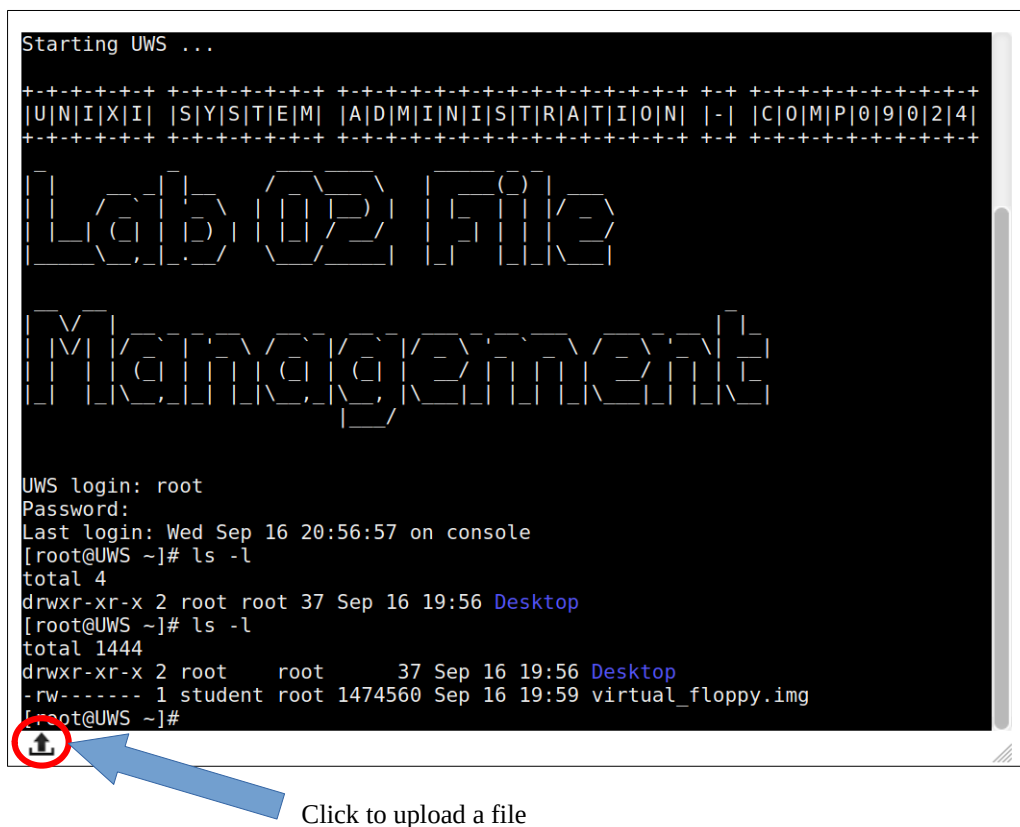 Starting UWS ...
+-+-+-+-+-+ +-+-+-+-+-+-+ +-+-+-+-+-+-+-+-+-+-+-+-+-+-+ +-+ +-+-+-+-+-+-+-+-+-+
|U|N|I|X|I| |S|Y|S|T|E|M| |A|D|M|I|N|I|S|T|R|A|T|I|O|N| |-| |C|O|M|P|0|9|0|2|4|
+-+-+-+-+-+ +-+-+-+-+-+-+ +-+-+-+-+-+-+-+-+-+-+-+-+-+-+ +-+ +-+-+-+-+-+-+-+-+-+
Lab 02 File
Management
UWS login: root
Password:
Last login: Wed Sep 16 20:56:57 on console
[root@UWS ~]# ls -l
total 4
drwxr-xr-x 2 root root 37 Sep 16 19:56 Desktop
[root@UWS ~]# ls -l
total 1444
drwxr-xr-x 2 root    root      37 Sep 16 19:56 Desktop
-rw------- 1 student root 1474560 Sep 16 19:59 virtual_floppy.img
[root@UWS ~]#
Click to upload a file